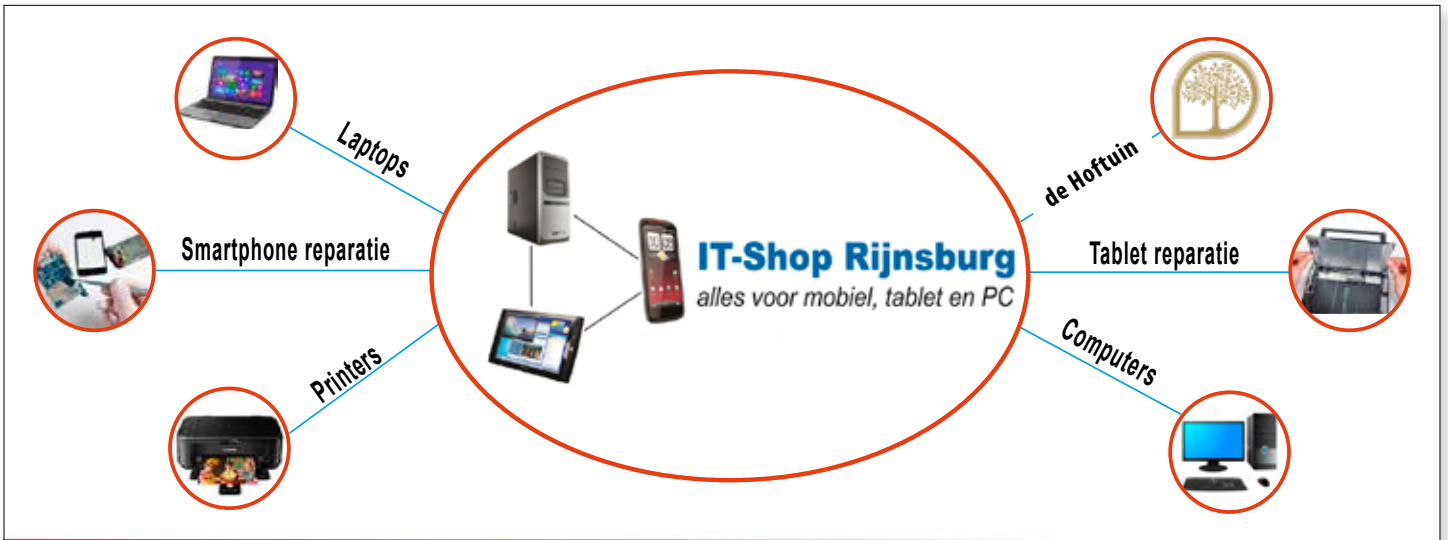 Laptops
Smartphone reparatie
Printers
IT-Shop Rijnsburg
alles voor mobiel, tablet en PC
de Hoftuin
Tablet reparatie
Computers